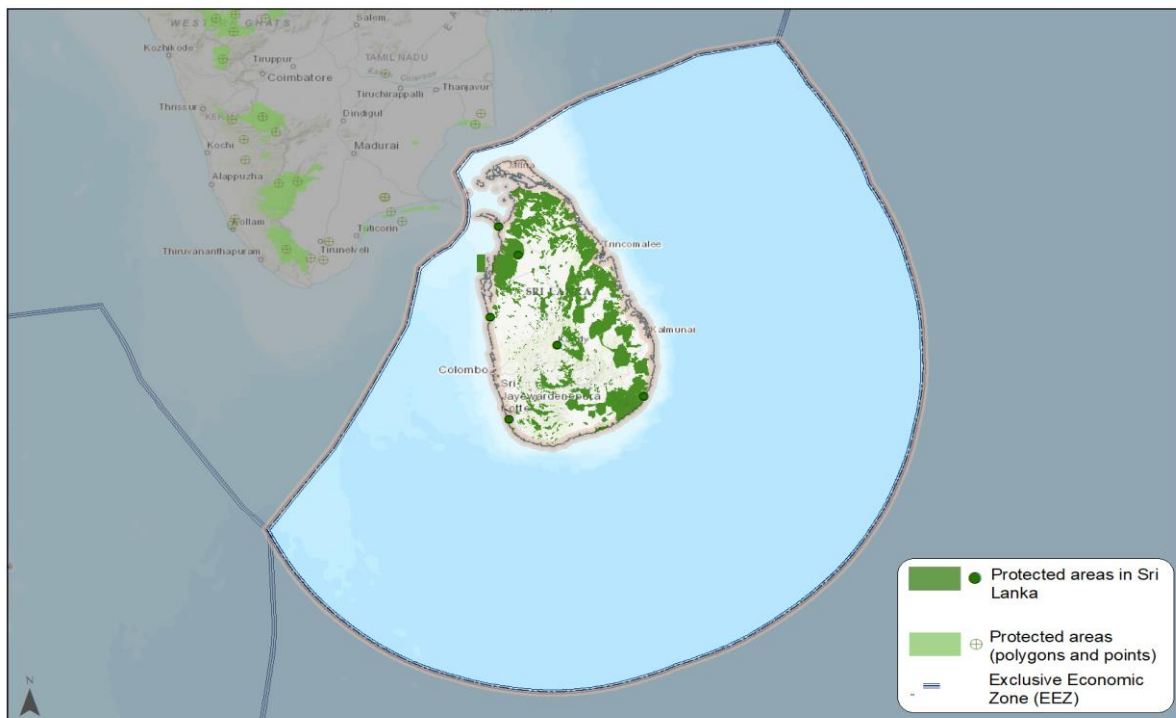 Salem
WESTERN GHATS
Kozhikode
Tiruppur
TAMIL NADU
Coimbatore
Tiruchirappalli
Thanjavur
Thrissur
Dindigul
Kochi
Madurai
Alappuzha
Kollam
Tuticorin
Thiruvananthapuram
Tirunelveli
Trincomalee
SRI LANKA
Kalmunai
Colombo
Sri
Jayewardenepura
Kotte
Protected areas in Sri
Lanka
Protected areas
(polygons and points)
Exclusive Economic
Zone (EEZ)
N